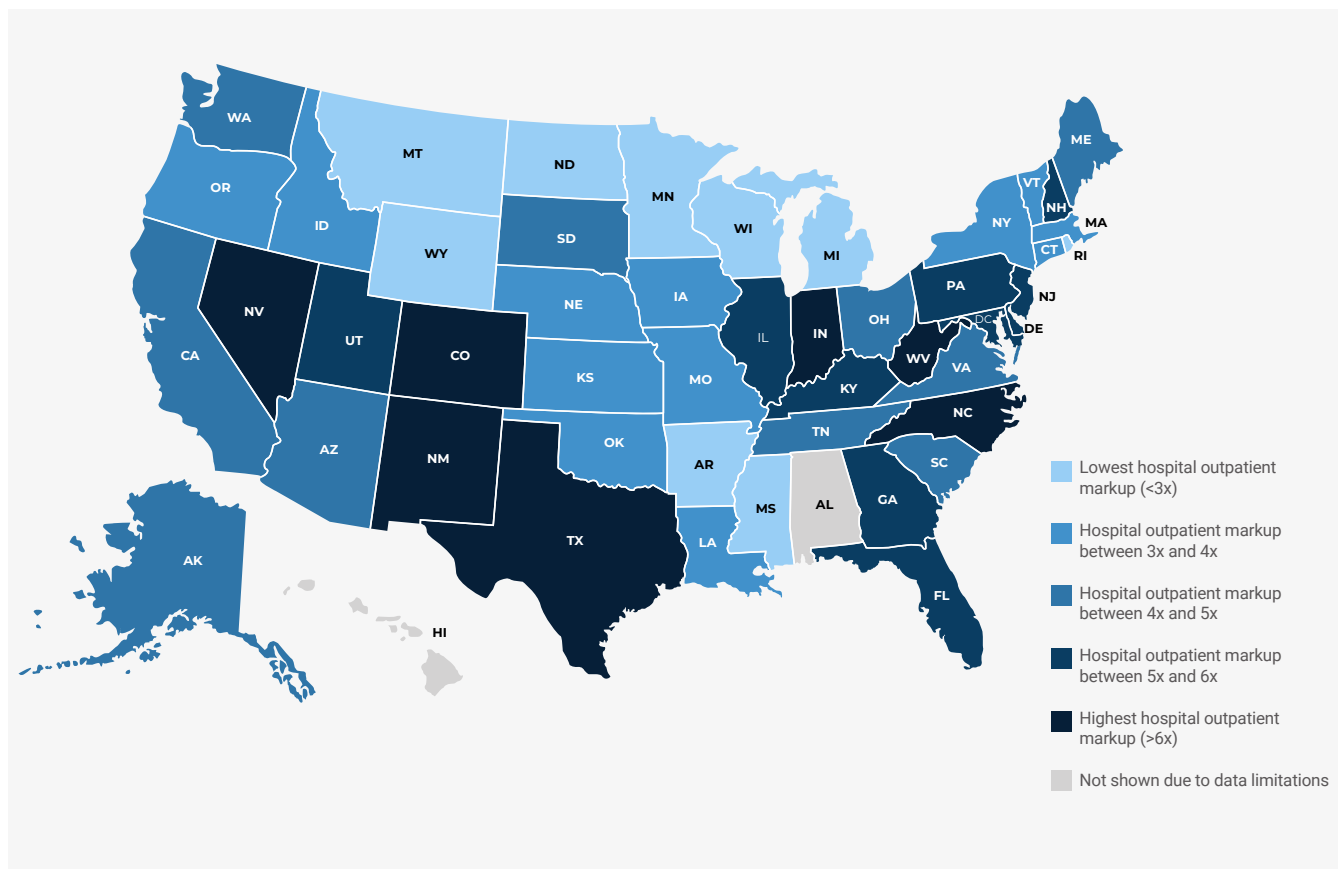 WA
ME
MT
ND
VT
OR
MN
NH
ID
NY
MA
WI
SD
CT
WY
MI
RI
PA
IA
NJ
NE
NV
OH
DC
DE
IN
UT
IL
CA
CO
WV
VA
KS
MO
KY
NC
TN
OK
AZ
NM
AR
SC
GA
MS
AL
TX
LA
AK
FL
HI
Lowest hospital outpatient
markup (<3x)
Hospital outpatient markup
between 3x and 4x
Hospital outpatient markup
between 4x and 5x
Hospital outpatient markup
between 5x and 6x
Highest hospital outpatient
markup (>6x)
Not shown due to data limitations